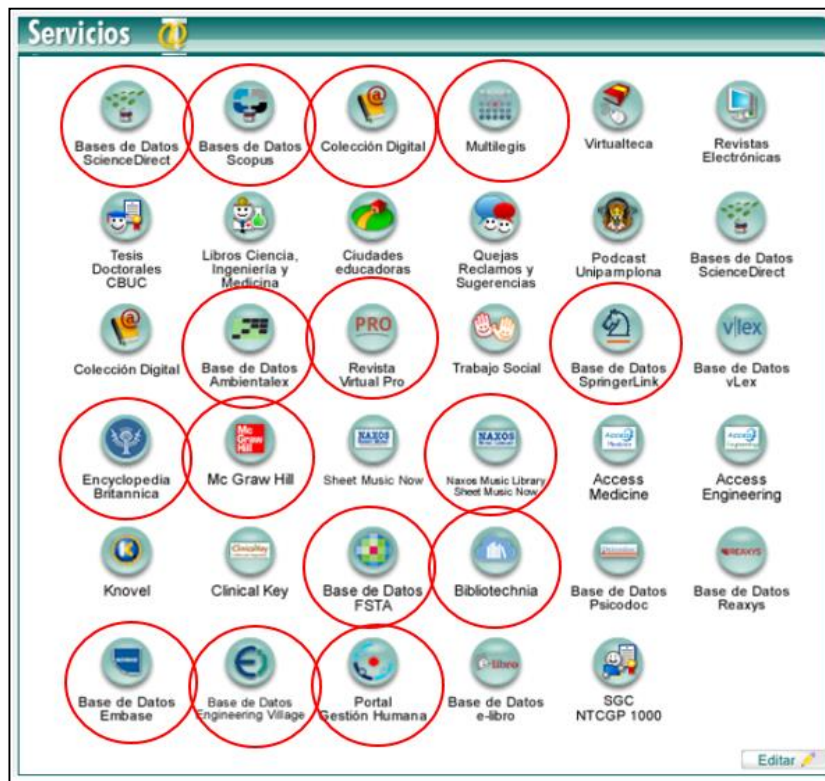 Servicios
Bases de Datos
ScienceDirect
Bases de Datos
Scopus
Colección Digital
Multilegis
Virtualteca
Revistas
Electrónicas
Tesis
Doctorales
CBUC
Libros Ciencia,
Ingeniería y
Medicina
Ciudades
educadoras
Quejas
Reclamos y
Sugerencias
Podcast
Unipamplona
Bases de Datos
ScienceDirect
Colección Digital
Base de Datos
Ambientalex
PRO
Revista
Virtual Pro
Trabajo Social
Base de Datos
SpringerLink
v|lex
Base de Datos
vLex
Encyclopedia
Britannica
Mc
Graw
Hill
Mc Graw Hill
NAXOS
Sheet Music Now
NAXOS
Naxos Music Library
Sheet Music Now
Access
Medicine
Access
Medicine
Access
Engineering
Access
Engineering
Knovel
ClinicalKey
Clinical Key
Base de Datos
FSTA
Bibliotechnia
Base de Datos
Psicodoc
REAXYS
Base de Datos
Reaxys
Base de Datos
Embase
Base de Datos
Engineering Village
Portal
Gestión Humana
e-libro
Base de Datos
e-libro
SGC
NTCGP 1000
Editar